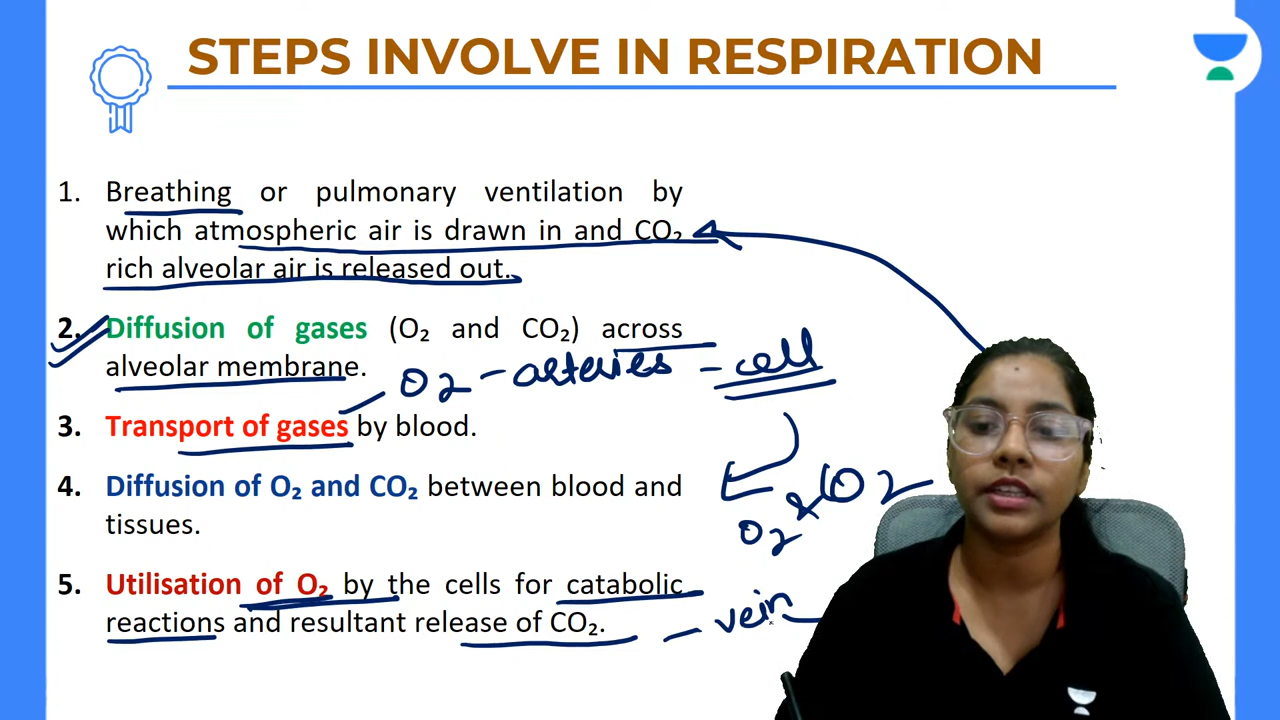 STEPS INVOLVE IN RESPIRATION
1. Breathing or pulmonary ventilation by
which atmospheric air is drawn in and CO₂
rich alveolar air is released out.
2. Diffusion of gases (O₂ and CO₂) across
alveolar membrane.
O2 - arteries - cell
3. Transport of gases by blood.
4. Diffusion of O₂ and CO₂ between blood and
tissues.
O2 & CO2
5. Utilisation of O₂ by the cells for catabolic
reactions and resultant release of CO₂.
- vein